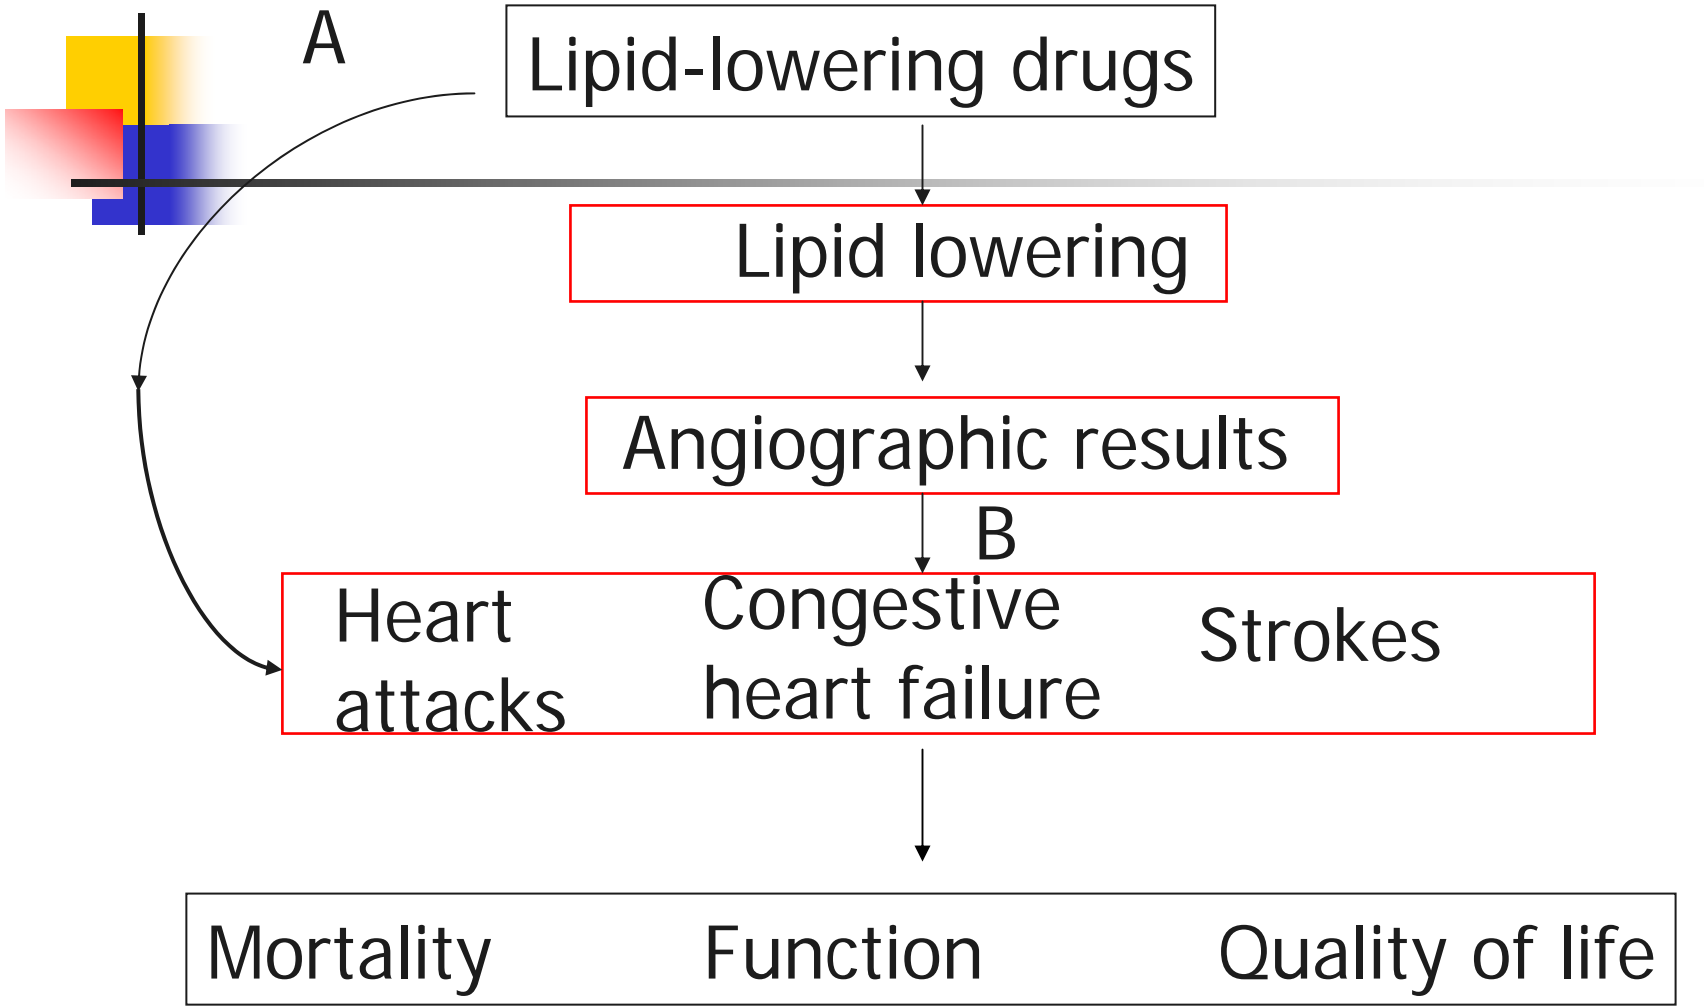 A
Lipid-lowering drugs
Lipid lowering
Angiographic results
B
Heart
attacks
Congestive
heart failure
Strokes
Mortality
Function
Quality of life